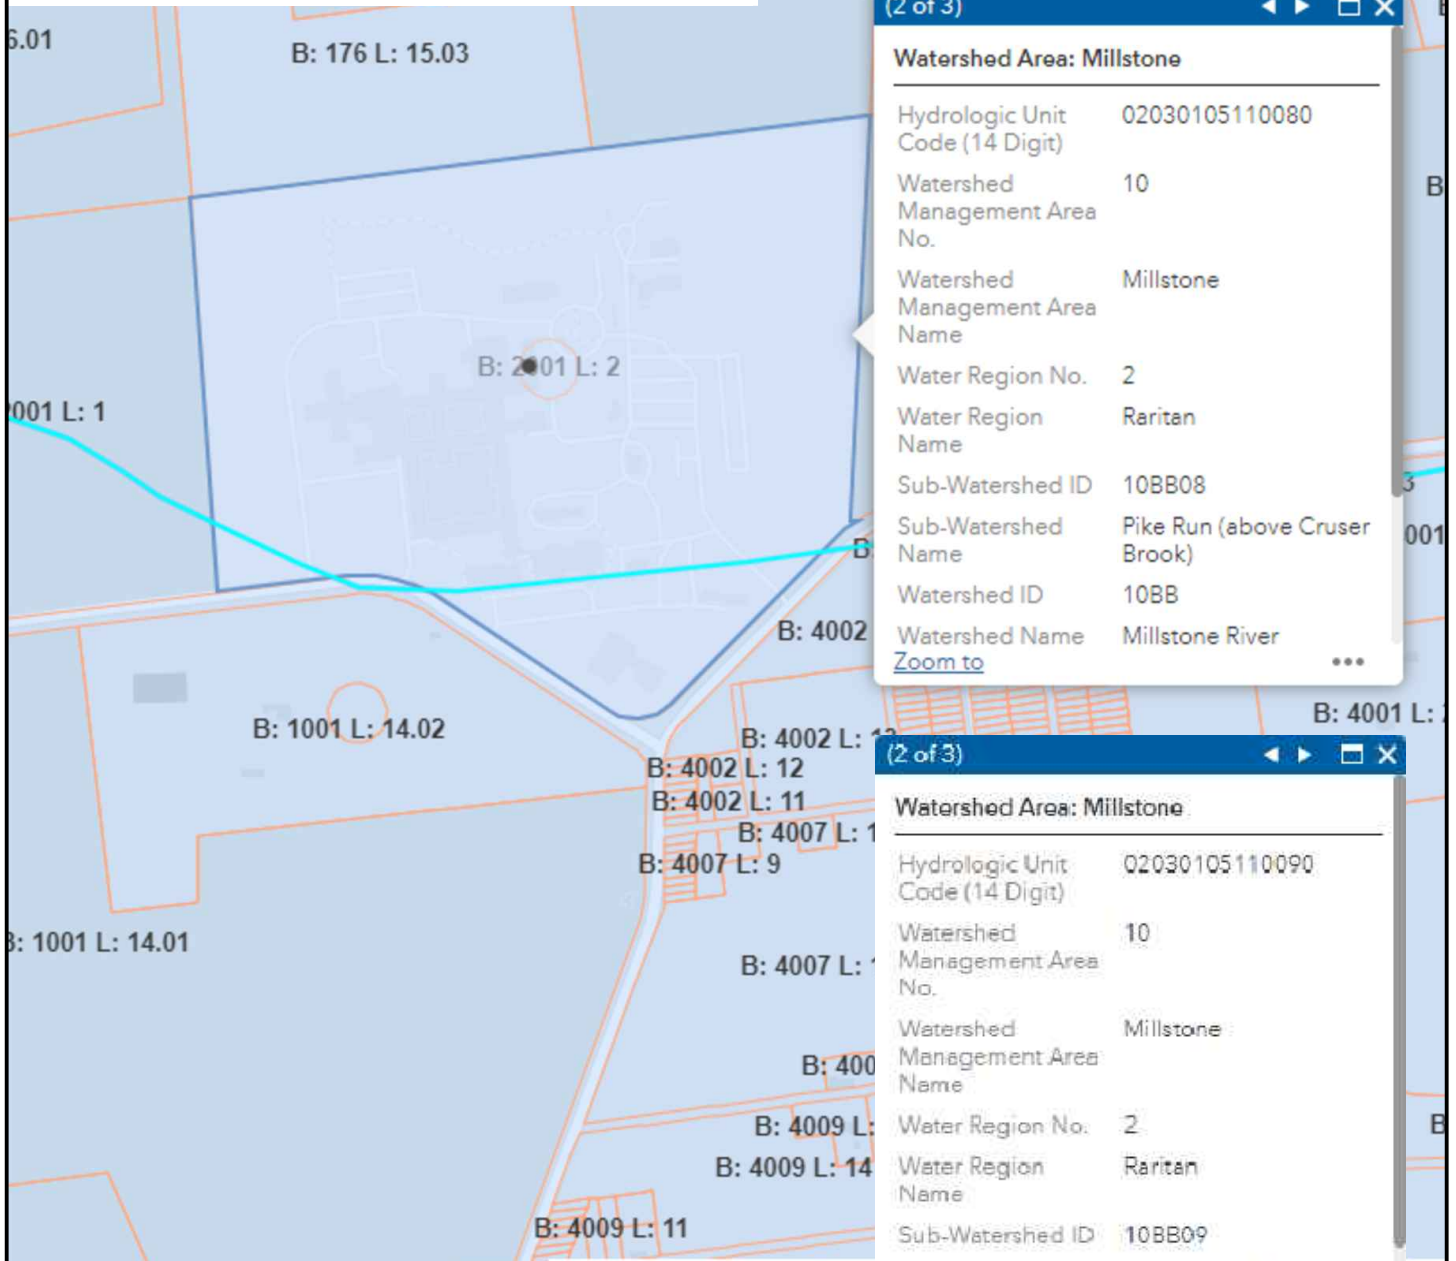 6.01
B: 176 L: 15.03
B: 2001 L: 2
001 L: 1
B: 4002
B: 1001 L: 14.02
B: 4002 L:
B: 4002 L: 12
B: 4002 L: 11
B: 4007 L: 1
B: 4007 L: 9
B: 1001 L: 14.01
B: 4007 L:
B: 400
B: 4009 L:
B: 4009 L: 14
B: 4009 L: 11
(2 of 3)
Watershed Area: Millstone
Hydrologic Unit
Code (14 Digit)
02030105110080
Watershed
Management Area
No.
10
Watershed
Management Area
Name
Millstone
Water Region No.
2
Water Region
Name
Raritan
Sub-Watershed ID
10BB08
Sub-Watershed
Name
Pike Run (above Cruser
Brook)
Watershed ID
10BB
Watershed Name
Millstone River
Zoom to
B
B
3
001
B: 4001 L:
(2 of 3)
Watershed Area: Millstone
Hydrologic Unit
Code (14 Digit)
02030105110090
Watershed
Management Area
No.
10
Watershed
Management Area
Name
Millstone
Water Region No.
2
Water Region
Name
Raritan
Sub-Watershed ID
10BB09
B